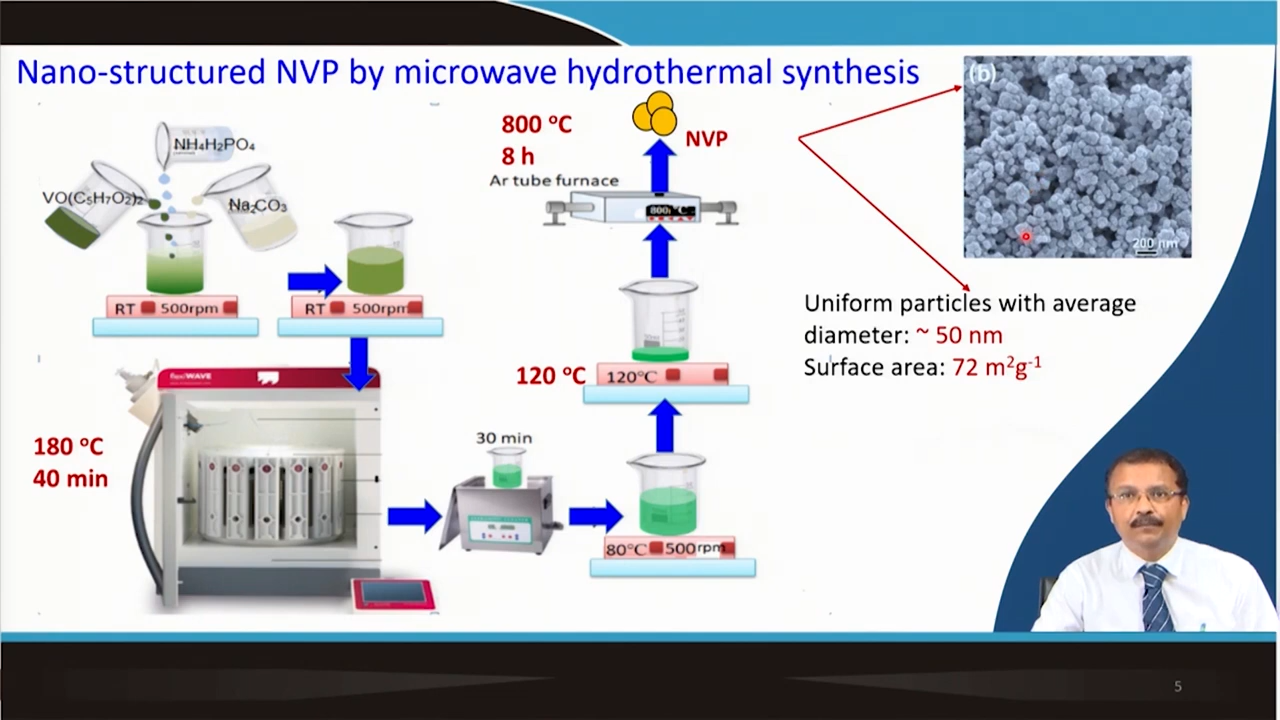 Nano-structured NVP by microwave hydrothermal synthesis
(b)
200 nm
NH₄H₂PO₄
VO(C₅H₇O₂)₂
Na₂CO₃
RT 500rpm
RT 500rpm
flexiWAVE
180 °C
40 min
30 min
80°C 500rpm
120 °C
120°C
800 °C
8 h
Ar tube furnace
NVP
Uniform particles with average
diameter: ~ 50 nm
Surface area: 72 m²g⁻¹
5